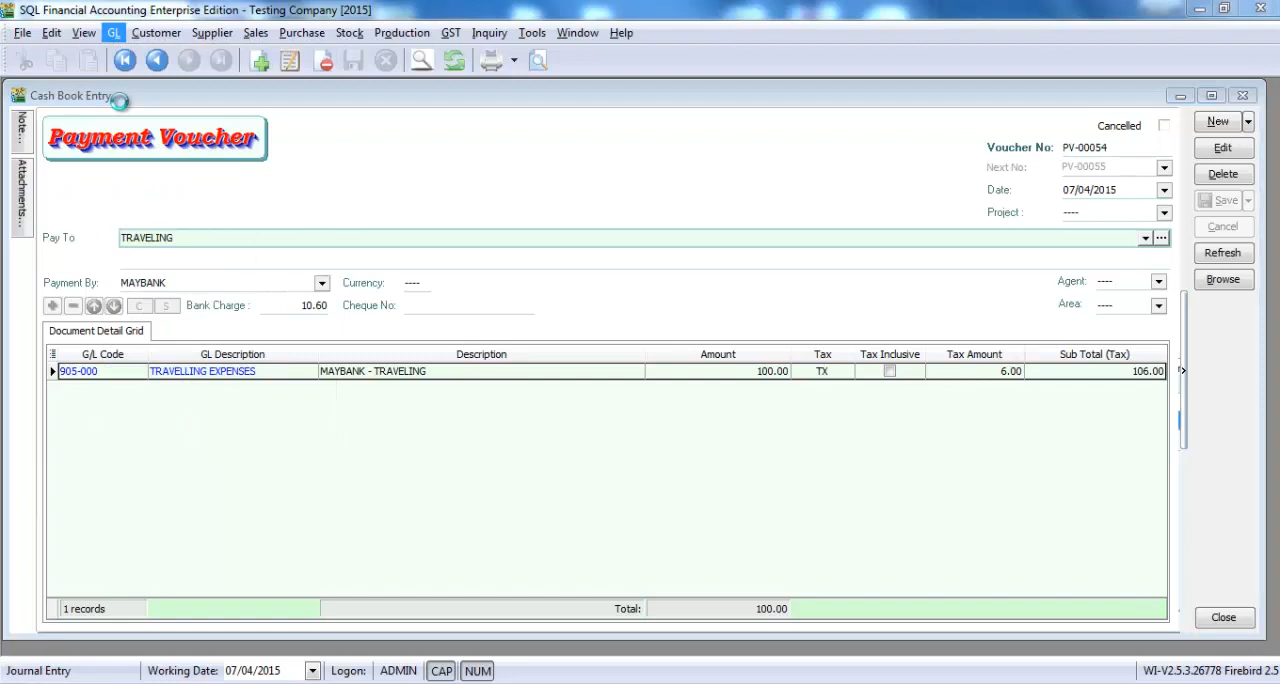 SQL Financial Accounting Enterprise Edition - Testing Company [2015]
File Edit View GL Customer Supplier Sales Purchase Stock Production GST Inquiry Tools Window Help
Cash Book Entry
Note...
Attachments...
Payment Voucher
Cancelled
Voucher No: PV-00054
Next No: PV-00055
Date: 07/04/2015
Project : ----
Pay To TRAVELING
Payment By: MAYBANK Currency: ---- Agent: ----
C S Bank Charge : 10.60 Cheque No: Area: ----
Document Detail Grid
G/L Code GL Description Description Amount Tax Tax Inclusive Tax Amount Sub Total (Tax)
905-000 TRAVELLING EXPENSES MAYBANK - TRAVELING 100.00 TX 6.00 106.00
1 records Total: 100.00
New
Edit
Delete
Save
Cancel
Refresh
Browse
Close
Journal Entry Working Date: 07/04/2015 Logon: ADMIN CAP NUM WI-V2.5.3.26778 Firebird 2.5